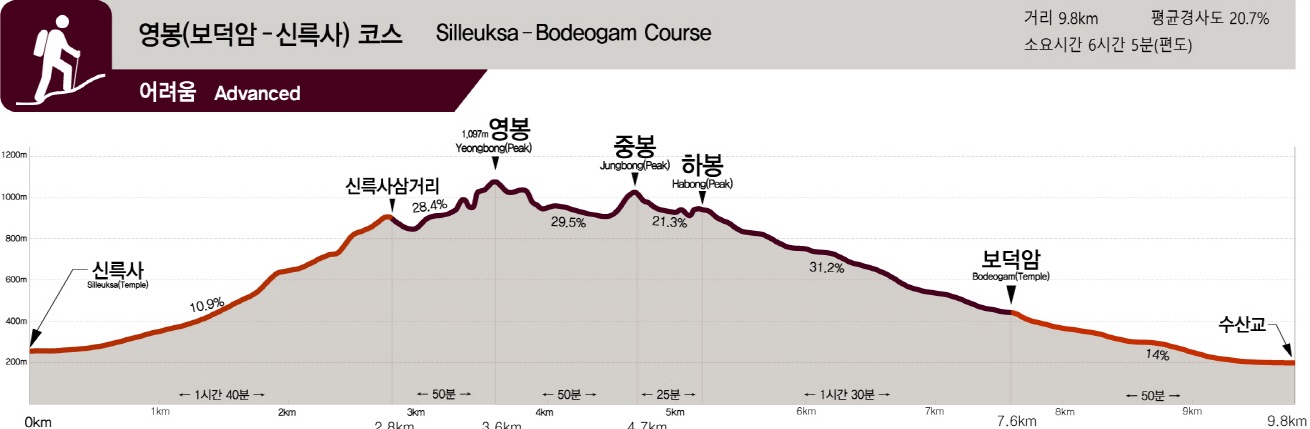 영봉(보덕암-신륵사) 코스 Silleuksa-Bodeogam Course
거리 9.8km 평균경사도 20.7%
소요시간 6시간 5분(편도)
어려움 Advanced
1,097m 영봉
Yeongbong(Peak)
중봉
Jungbong(Peak)
하봉
Habong(Peak)
신륵사삼거리
보덕암
Bodeogam(Temple)
신륵사
Silleuksa(Temple)
수산교
1200m
1000m
800m
600m
400m
200m
10.9%
28.4%
29.5%
21.3%
31.2%
14%
← 1시간 40분 →
← 50분 →
← 50분 →
← 25분 →
← 1시간 30분 →
← 50분 →
0km
1km
2km
3km
4km
5km
6km
7km
8km
9km
2.8km
3.6km
4.7km
7.6km
9.8km